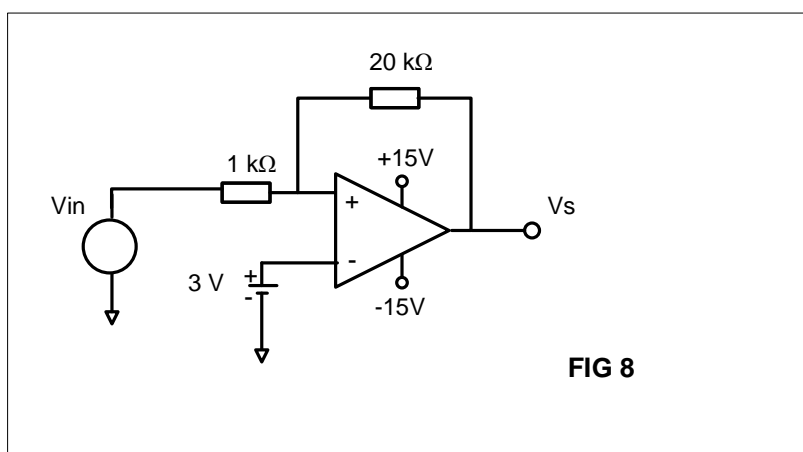 20 kΩ
1 kΩ
+15V
Vin
+
Vs
-
3 V
+
-
-15V
FIG 8